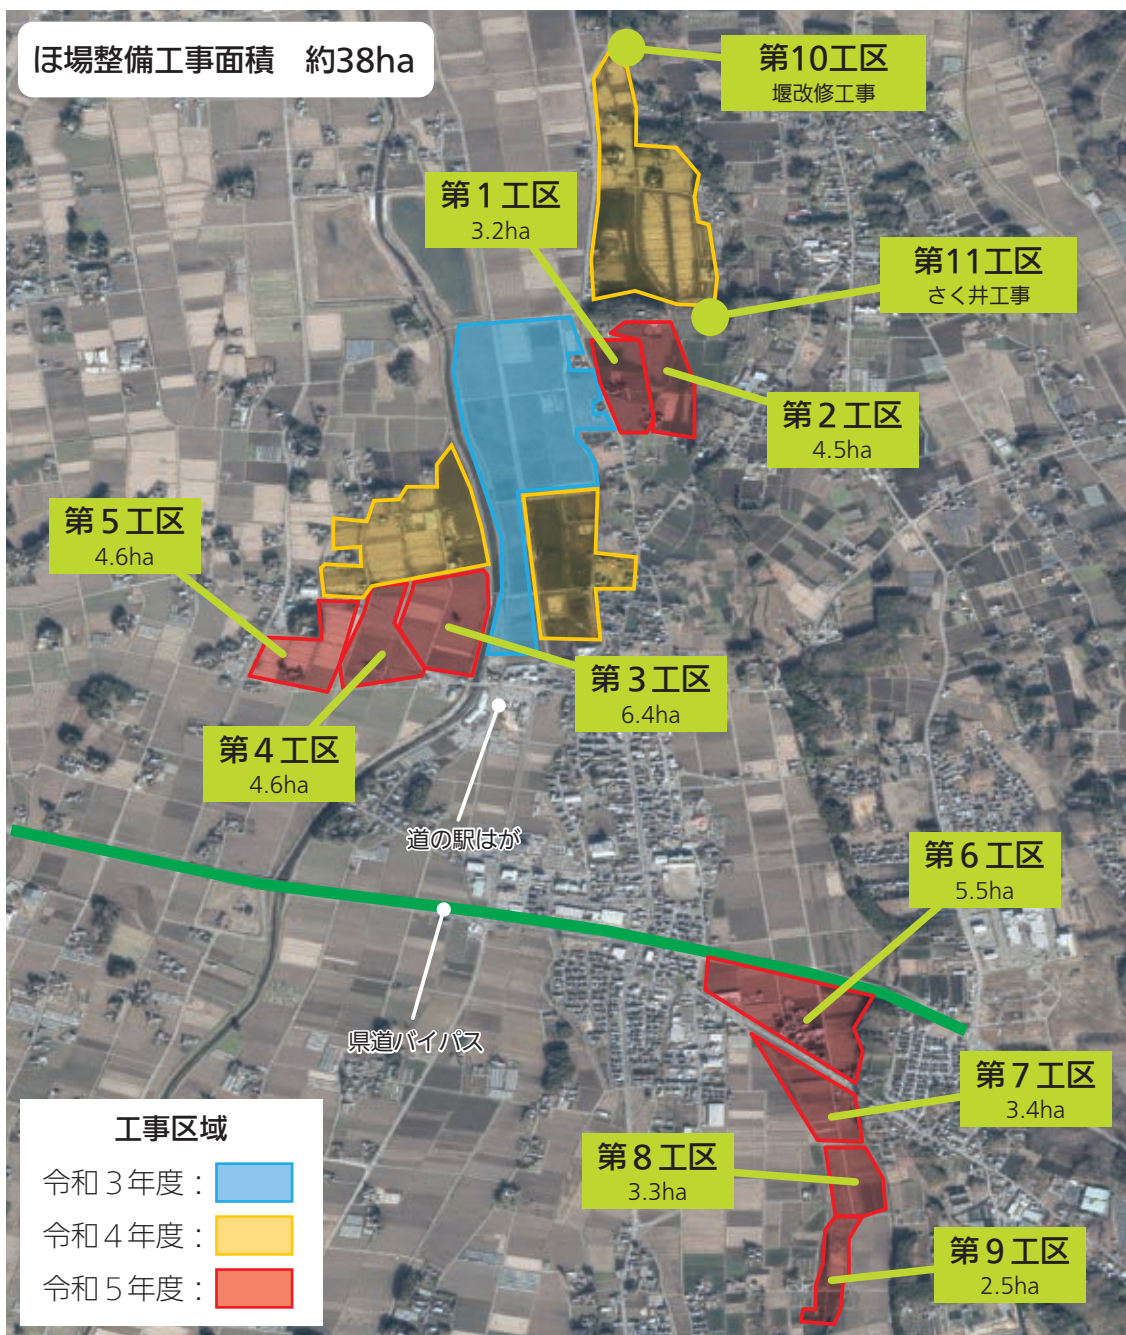 ほ場整備工事面積　約38ha
第10工区
堰改修工事
第1工区
3.2ha
第11工区
さく井工事
第2工区
4.5ha
第5工区
4.6ha
第3工区
6.4ha
第4工区
4.6ha
道の駅はが
第6工区
5.5ha
県道バイパス
第7工区
3.4ha
第8工区
3.3ha
第9工区
2.5ha
工事区域
令和3年度：
令和4年度：
令和5年度：